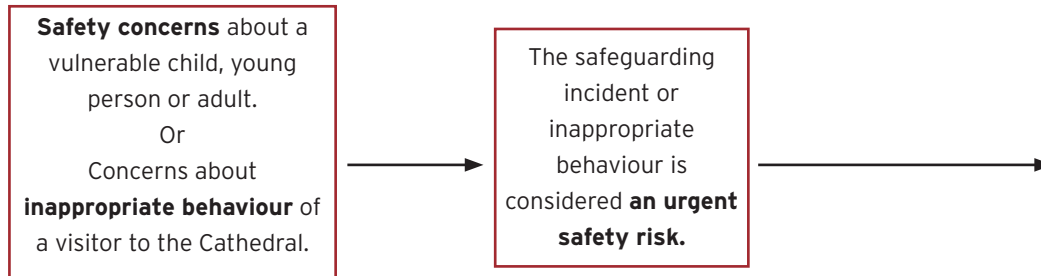 Safety concerns about a
vulnerable child, young
person or adult.
Or
Concerns about
inappropriate behaviour of
a visitor to the Cathedral.
The safeguarding
incident or
inappropriate
behaviour is
considered an urgent
safety risk.